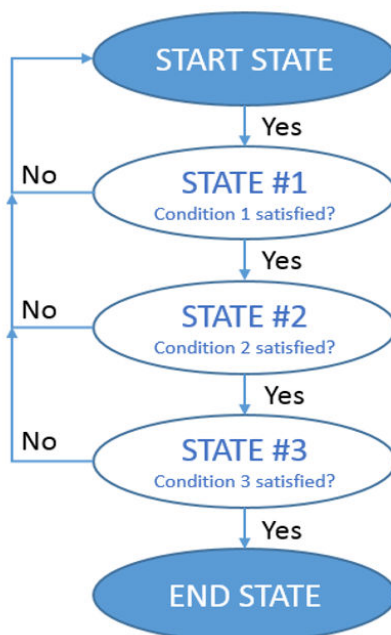 START STATE
Yes
No
STATE #1
Condition 1 satisfied?
Yes
No
STATE #2
Condition 2 satisfied?
Yes
No
STATE #3
Condition 3 satisfied?
Yes
END STATE